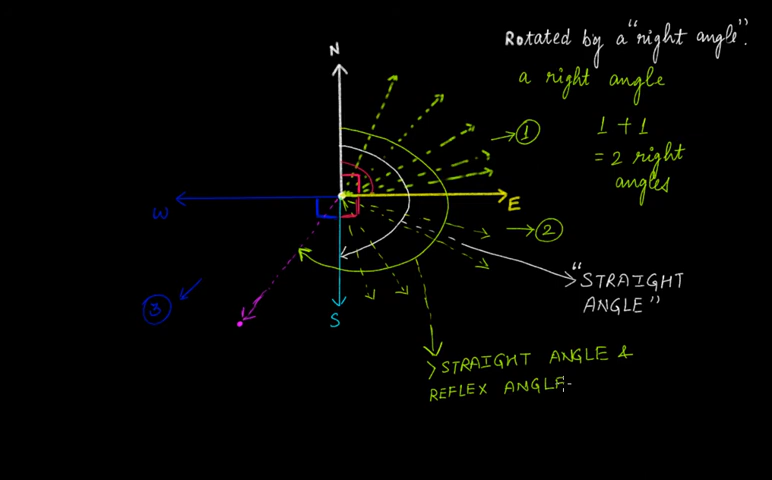 Rotated by a "right angle".
a right angle
N
1
1 + 1
= 2 right
angles
W
E
2
"STRAIGHT
ANGLE"
3
S
>STRAIGHT ANGLE &
REFLEX ANGLE-